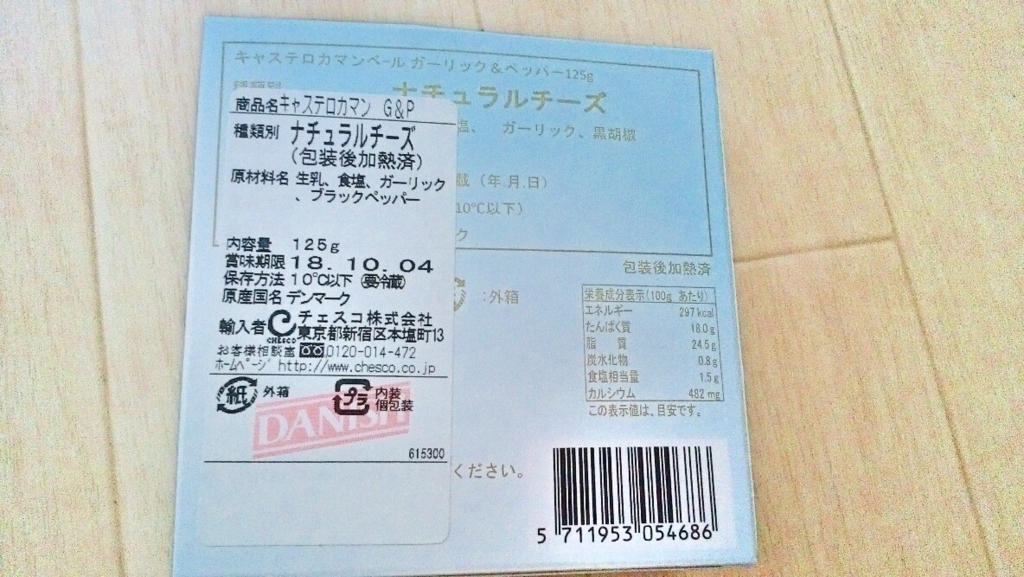 キャステロカマンベール ガーリック＆ペッパー125g
ナチュラルチーズ
塩、 ガーリック、黒胡椒
載（年.月.日）
10℃以下）
ク
商品名 キャステロカマン G&P
種類別 ナチュラルチーズ
（包装後加熱済）
原材料名 生乳、食塩、ガーリック
、ブラックペッパー
内容量 125g
賞味期限 18. 10. 04
保存方法 10℃以下（要冷蔵）
原産国名 デンマーク
輸入者 CHESCO チェスコ株式会社
東京都新宿区本塩町13
お客様相談室 0120-014-472
ホームページ http://www.chesco.co.jp
紙 外箱 プラ 内装
個包装
DANISH
615300
:外箱
ください。
包装後加熱済
栄養成分表示(100g あたり)
エネルギー 297 kcal
たんぱく質 18.0g
脂質 24.5g
炭水化物 0.8g
食塩相当量 1.5g
カルシウム 482 mg
この表示値は、目安です。
5 711953 054686